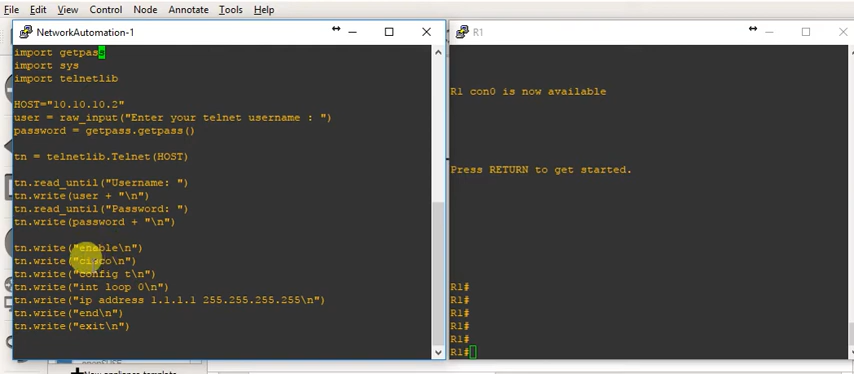 File Edit View Control Node Annotate Tools Help
NetworkAutomation-1
import getpass
import sys
import telnetlib
HOST="10.10.10.2"
user = raw_input("Enter your telnet username : ")
password = getpass.getpass()
tn = telnetlib.Telnet(HOST)
tn.read_until("Username: ")
tn.write(user + "\n")
tn.read_until("Password: ")
tn.write(password + "\n")
tn.write("enable\n")
tn.write("cisco\n")
tn.write("config t\n")
tn.write("int loop 0\n")
tn.write("ip address 1.1.1.1 255.255.255.255\n")
tn.write("end\n")
tn.write("exit\n")
R1
R1 con0 is now available
Press RETURN to get started.
R1#
R1#
R1#
R1#
R1#
R1#
openSUSE
New appliance template